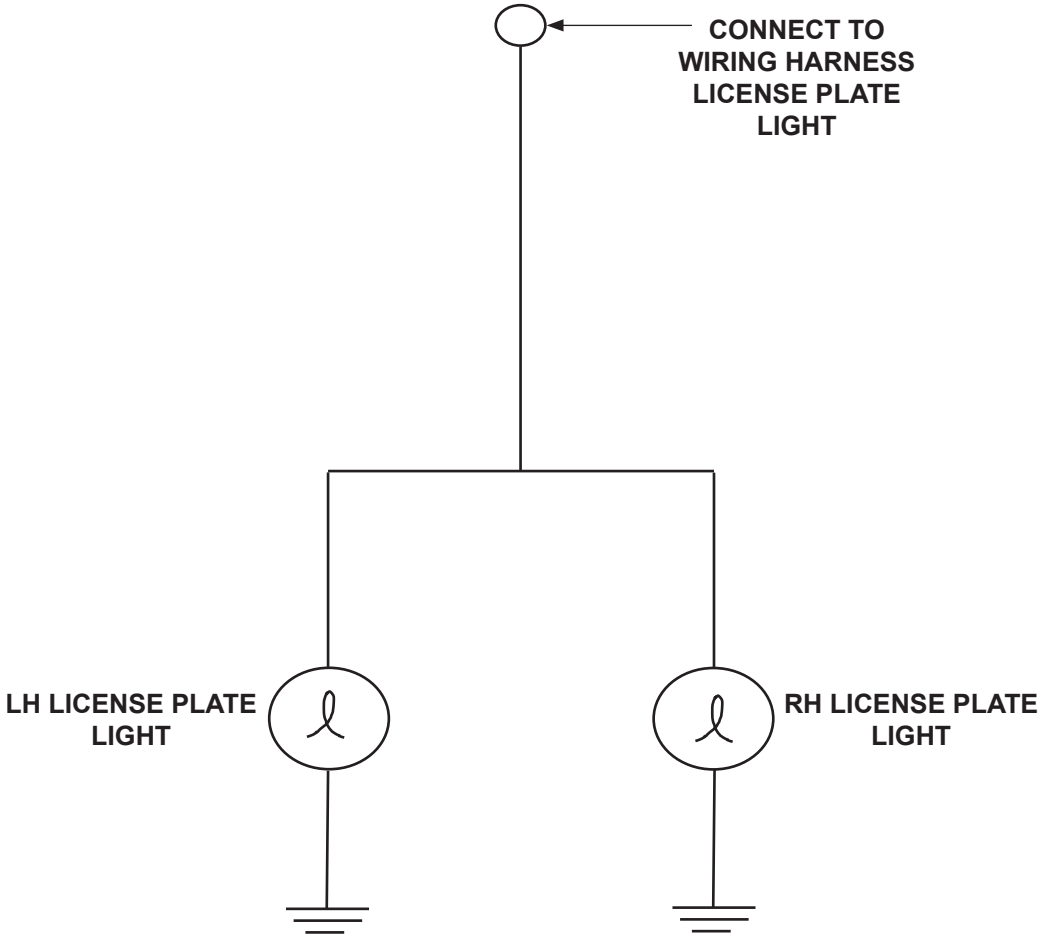 CONNECT TO
WIRING HARNESS
LICENSE PLATE
LIGHT
LH LICENSE PLATE
LIGHT
RH LICENSE PLATE
LIGHT